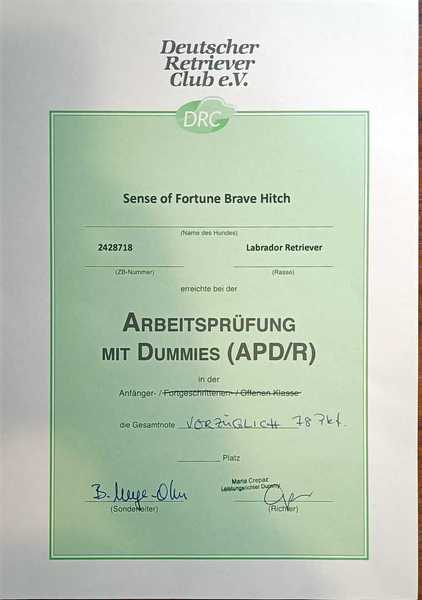 Deutscher
Retriever
Club e.V.
DRC
Sense of Fortune Brave Hitch
(Name des Hundes)
2428718 Labrador Retriever
(ZB-Nummer) (Rasse)
erreichte bei der
ARBEITSPRÜFUNG
MIT DUMMIES (APD/R)
in der
Anfänger- / Fortgeschrittenen- / Offenen Klasse
die Gesamtnote VORZÜGLICH 78 Pkt.
Platz
Maria Crepaz
Leistungsrichter Dummy
(Sonderleiter) (Richter)